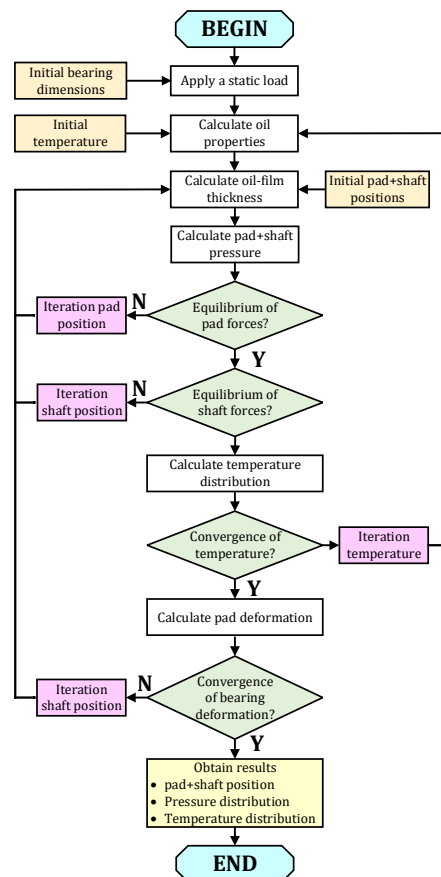 BEGIN
Initial bearing
dimensions
Apply a static load
Initial
temperature
Calculate oil
properties
Calculate oil-film
thickness
Initial pad+shaft
positions
Calculate pad+shaft
pressure
Iteration pad
position
N
Equilibrium of
pad forces?
Y
Iteration
shaft position
N
Equilibrium of
shaft forces?
Calculate temperature
distribution
Convergence of
temperature?
Iteration
temperature
Y
Calculate pad deformation
Iteration
shaft position
N
Convergence
of bearing
deformation?
Y
Obtain results
• pad+shaft position
• Pressure distribution
• Temperature distribution
END